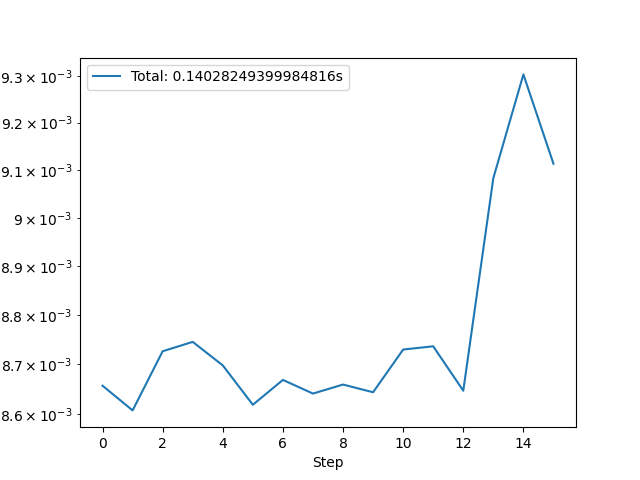 Total: 0.14028249399984816s
9.3 × 10⁻³
9.2 × 10⁻³
9.1 × 10⁻³
9 × 10⁻³
8.9 × 10⁻³
8.8 × 10⁻³
8.7 × 10⁻³
8.6 × 10⁻³
0 2 4 6 8 10 12 14
Step